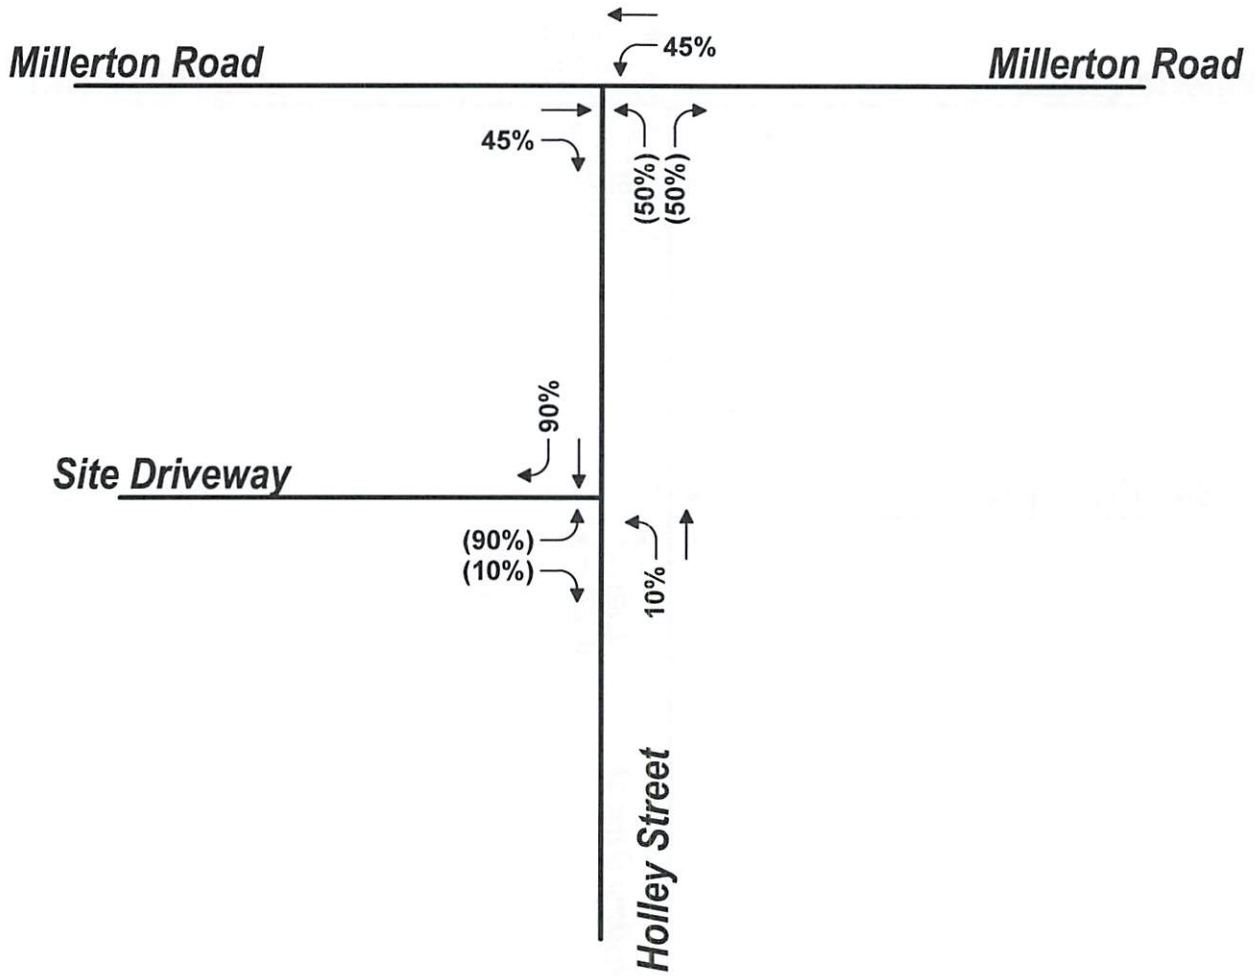 45%
Millerton Road
Millerton Road
45%
(50%)
(50%)
90%
Site Driveway
(90%)
(10%)
10%
Holley Street